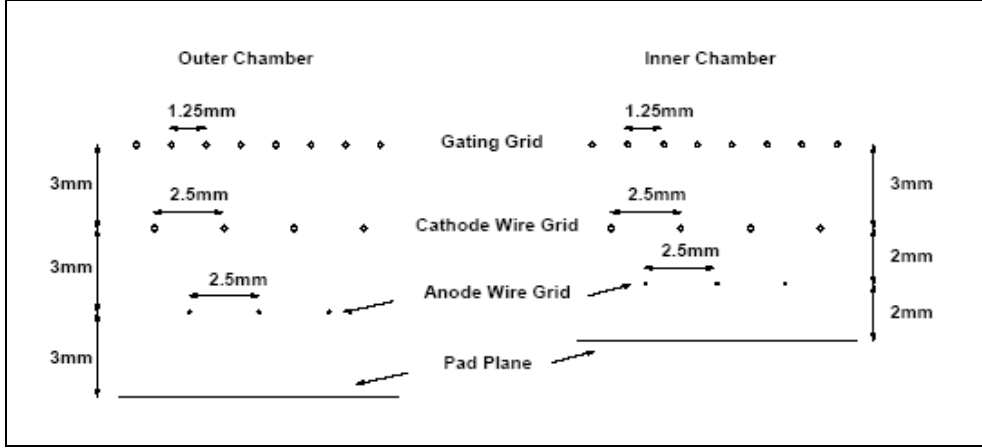 Outer Chamber
Inner Chamber
1.25mm
1.25mm
Gating Grid
3mm
3mm
2.5mm
2.5mm
Cathode Wire Grid
3mm
2mm
2.5mm
2.5mm
Anode Wire Grid
3mm
2mm
Pad Plane